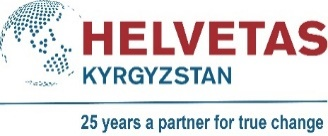 HELVETAS
KYRGYZSTAN
25 years a partner for true change